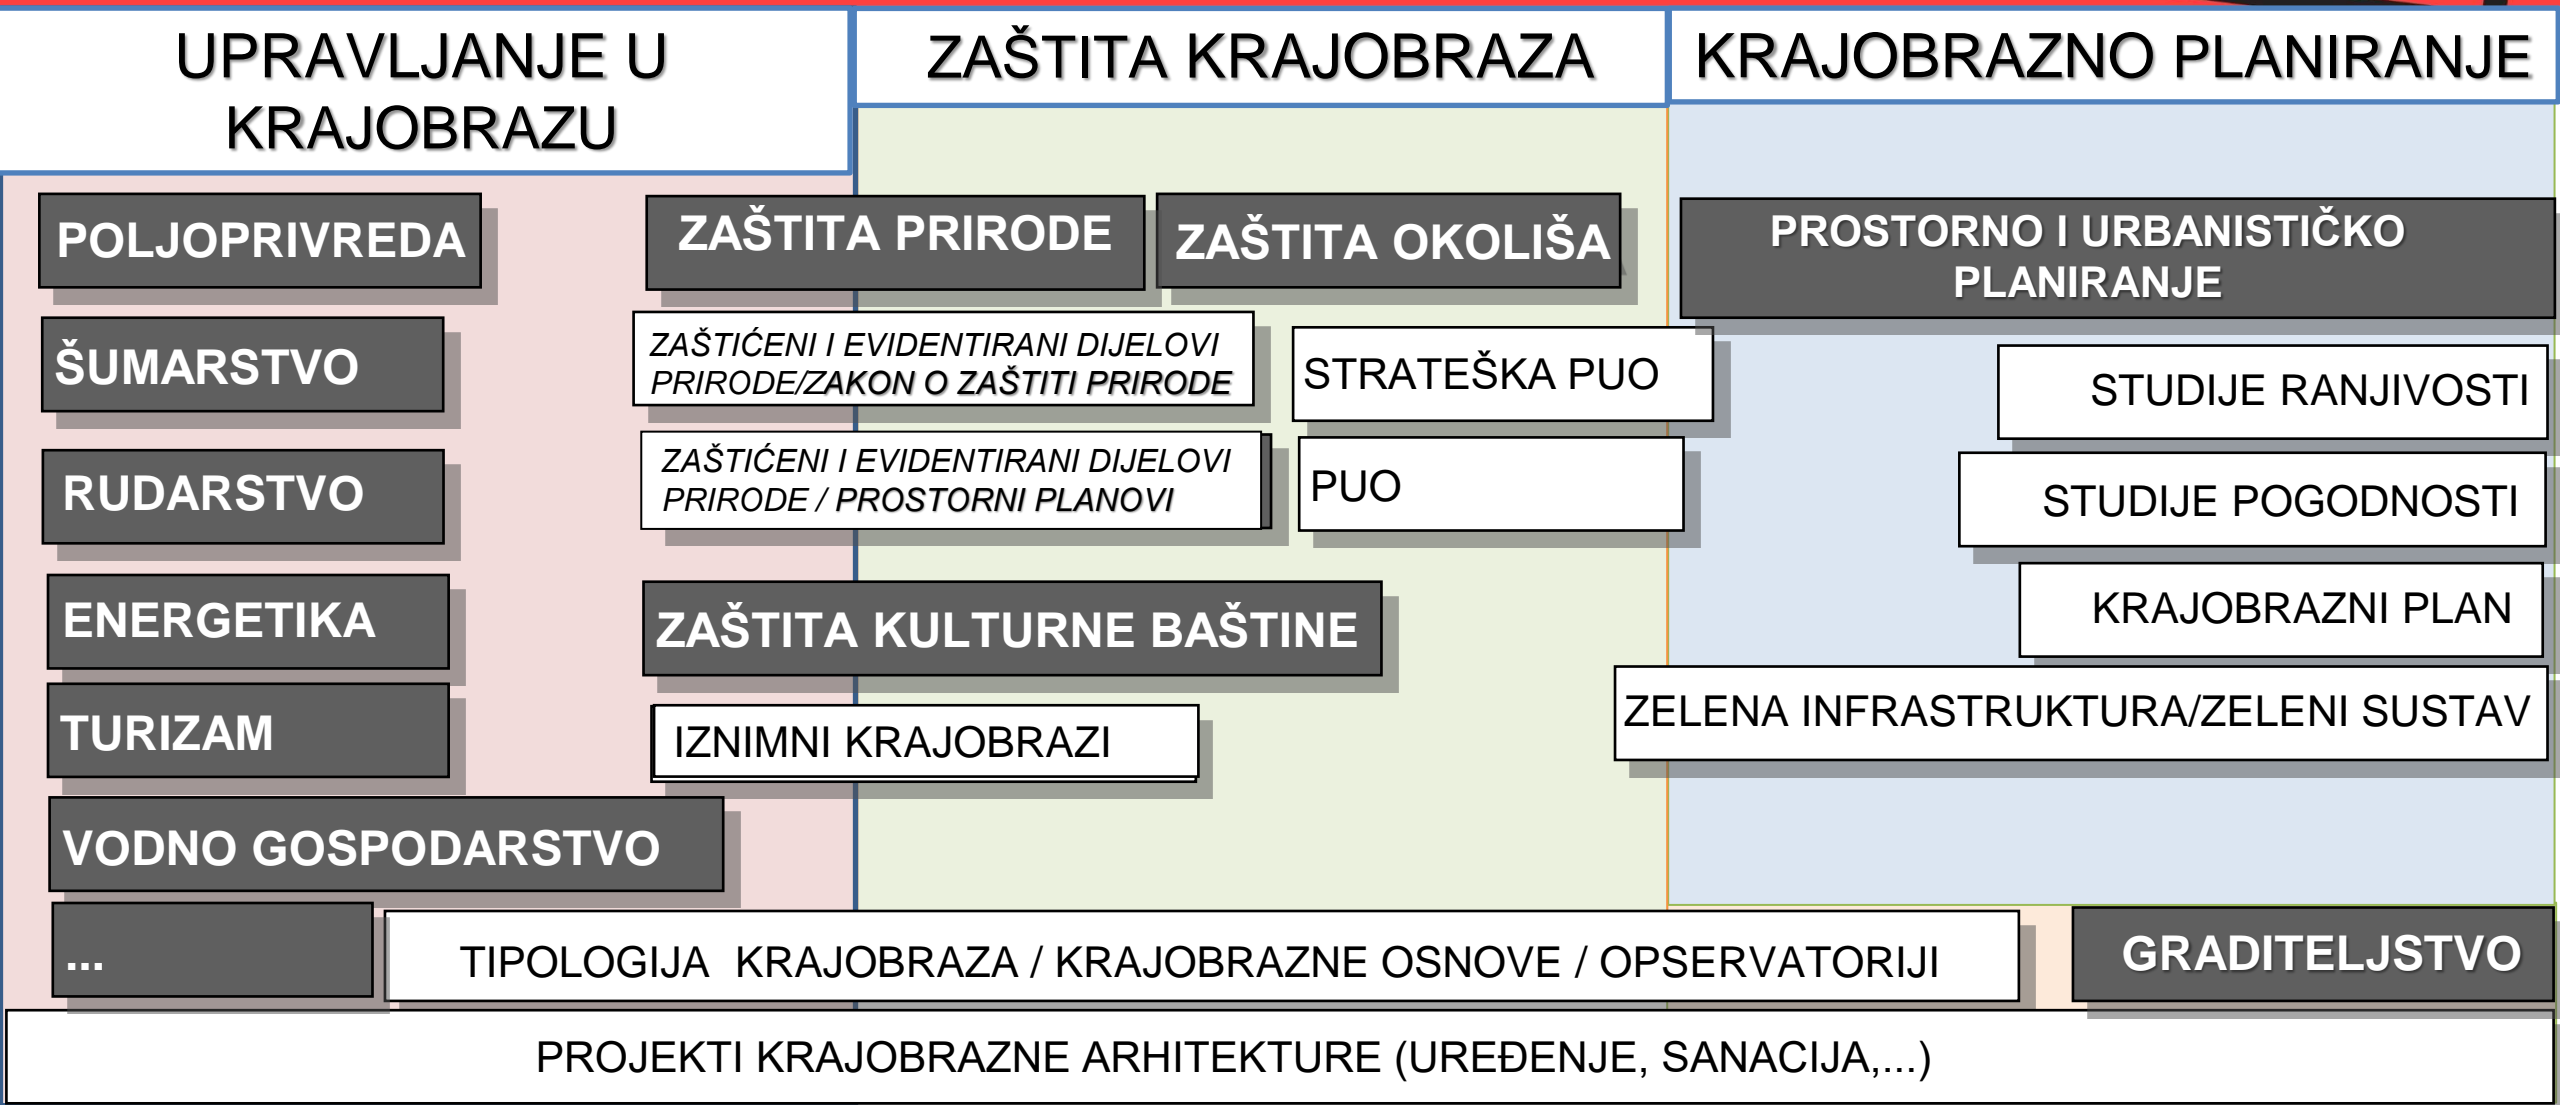 UPRAVLJANJE U
KRAJOBRAZU
ZAŠTITA KRAJOBRAZA
KRAJOBRAZNO PLANIRANJE
POLJOPRIVREDA
ŠUMARSTVO
RUDARSTVO
ENERGETIKA
TURIZAM
VODNO GOSPODARSTVO
...
ZAŠTITA PRIRODE
ZAŠTIĆENI I EVIDENTIRANI DIJELOVI
PRIRODE/ZAKON O ZAŠTITI PRIRODE
ZAŠTIĆENI I EVIDENTIRANI DIJELOVI
PRIRODE / PROSTORNI PLANOVI
ZAŠTITA OKOLIŠA
STRATEŠKA PUO
PUO
ZAŠTITA KULTURNE BAŠTINE
IZNIMNI KRAJOBRAZI
PROSTORNO I URBANISTIČKO
PLANIRANJE
STUDIJE RANJIVOSTI
STUDIJE POGODNOSTI
KRAJOBRAZNI PLAN
ZELENA INFRASTRUKTURA/ZELENI SUSTAV
TIPOLOGIJA KRAJOBRAZA / KRAJOBRAZNE OSNOVE / OPSERVATORIJI
GRADITELJSTVO
PROJEKTI KRAJOBRAZNE ARHITEKTURE (UREĐENJE, SANACIJA,...)